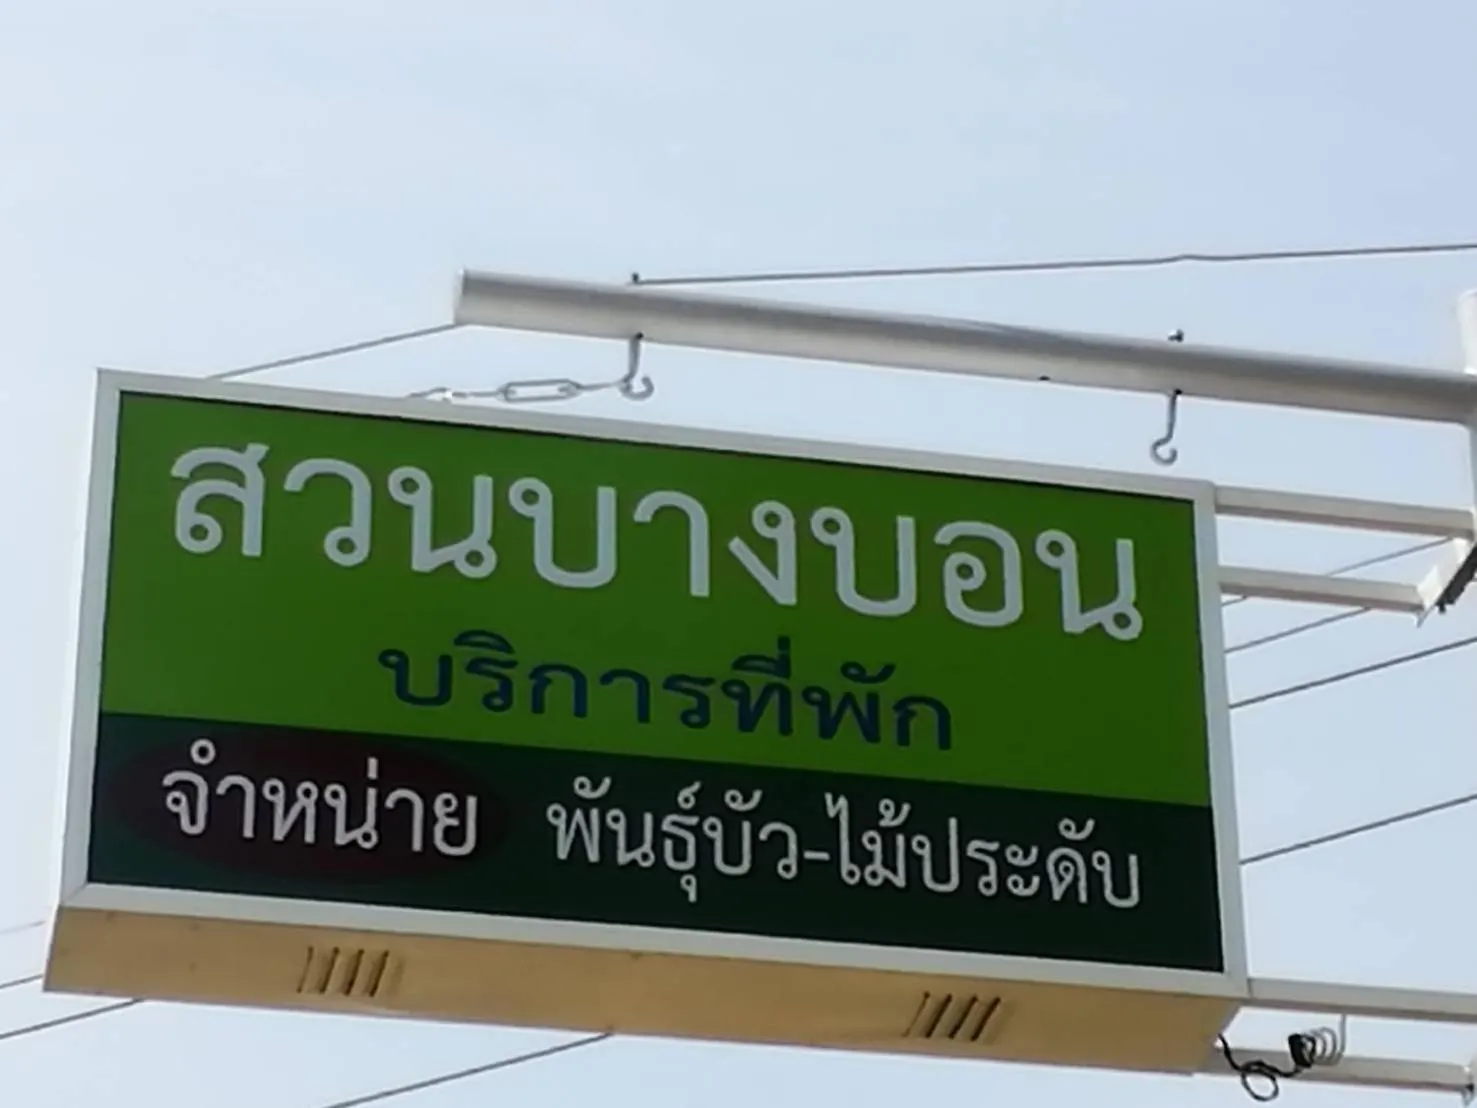 สวนบางบอน
บริการที่พัก
จำหน่าย พันธุ์บัว-ไม้ประดับ